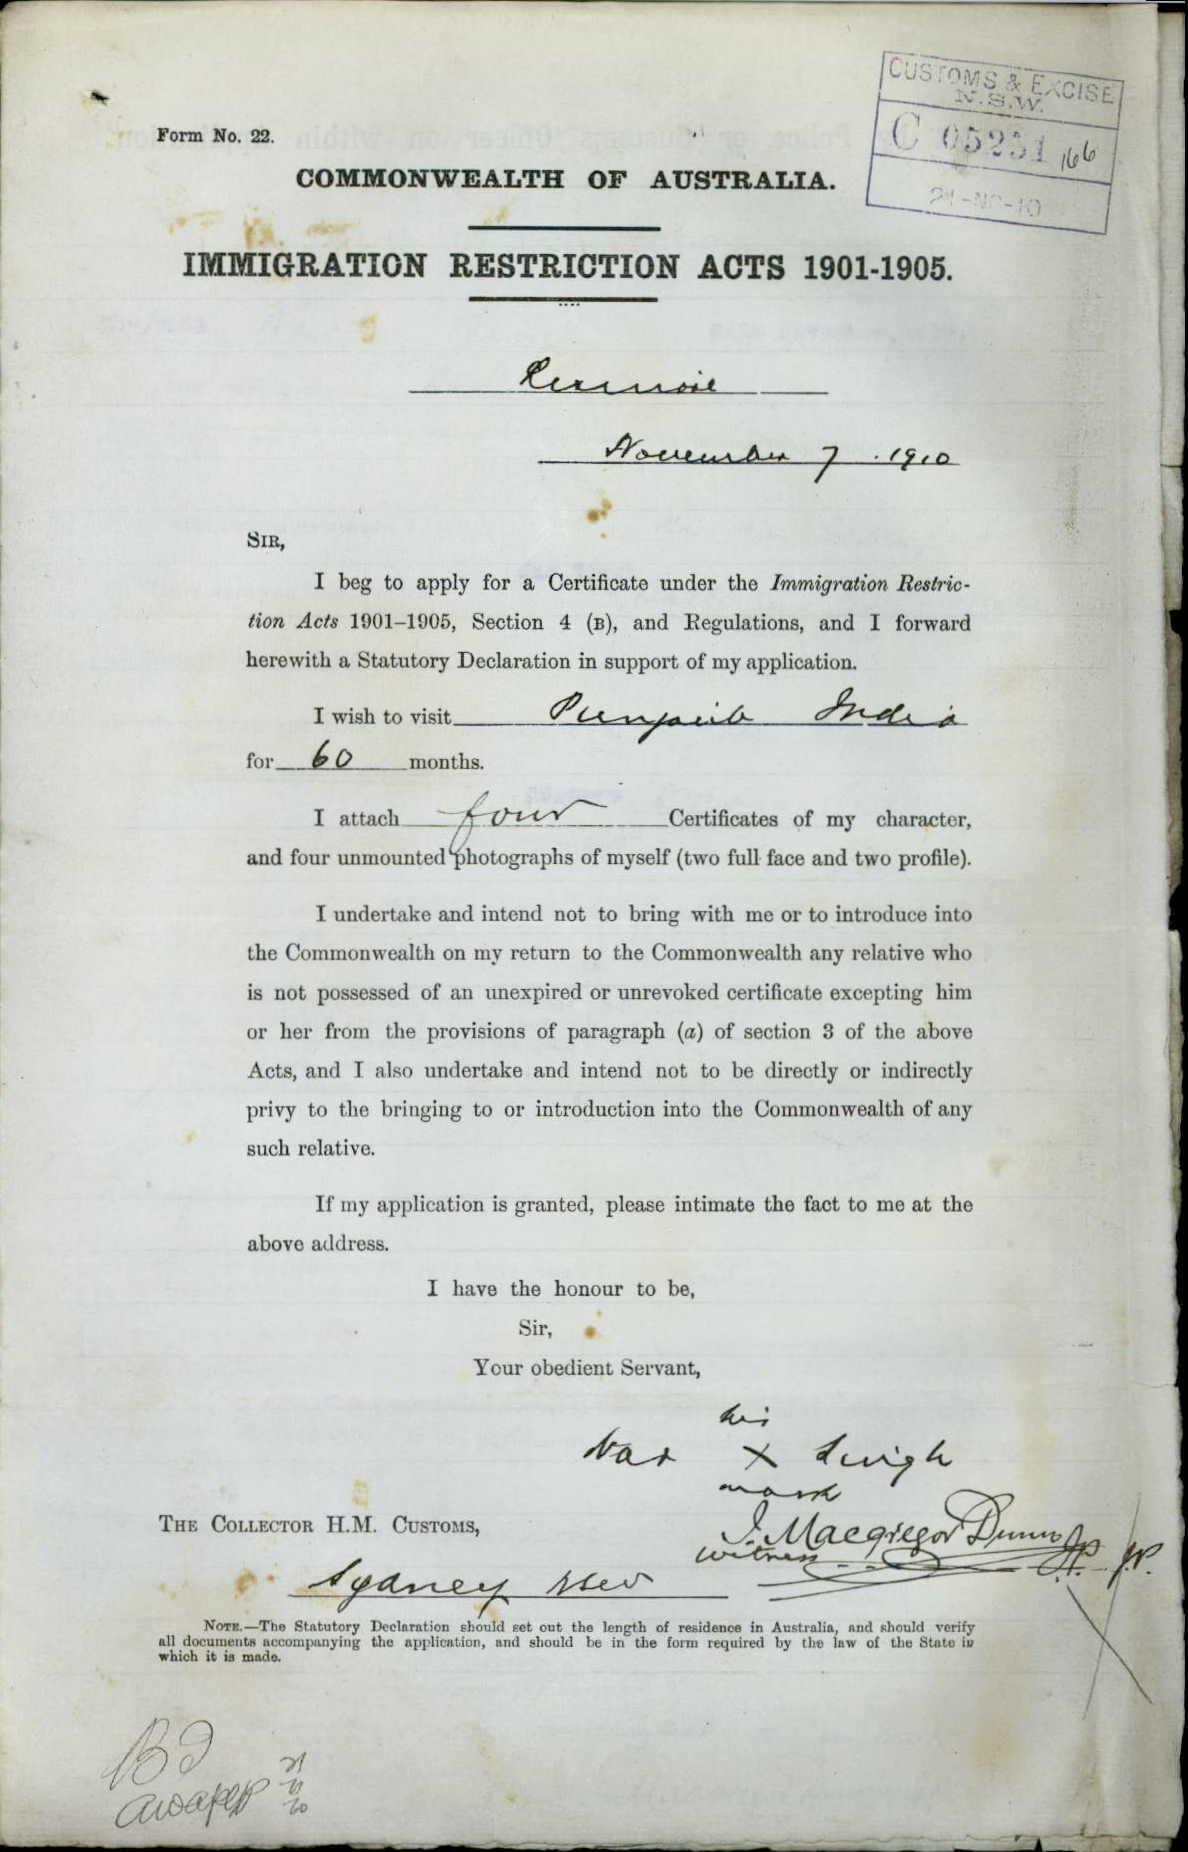 CUSTOMS & EXCISE
N.S.W.
C 05231 166
21-NO-10
Form No. 22.
COMMONWEALTH OF AUSTRALIA.
IMMIGRATION RESTRICTION ACTS 1901-1905.
November 7. 1910
SIR,
I beg to apply for a Certificate under the Immigration Restric-
tion Acts 1901–1905, Section 4 (B), and Regulations, and I forward
herewith a Statutory Declaration in support of my application.
I wish to visit Punjaub India
for 60 months.
I attach four Certificates of my character,
and four unmounted photographs of myself (two full face and two profile).
I undertake and intend not to bring with me or to introduce into
the Commonwealth on my return to the Commonwealth any relative who
is not possessed of an unexpired or unrevoked certificate excepting him
or her from the provisions of paragraph (a) of section 3 of the above
Acts, and I also undertake and intend not to be directly or indirectly
privy to the bringing to or introduction into the Commonwealth of any
such relative.
If my application is granted, please intimate the fact to me at the
above address.
I have the honour to be,
Sir,
Your obedient Servant,
his
X Singh
mark
THE COLLECTOR H.M. CUSTOMS,
J. Macgregor Dunn J.P. J.P.
witness
Sydney NSW
NOTE.—The Statutory Declaration should set out the length of residence in Australia, and should verify
all documents accompanying the application, and should be in the form required by the law of the State in
which it is made.